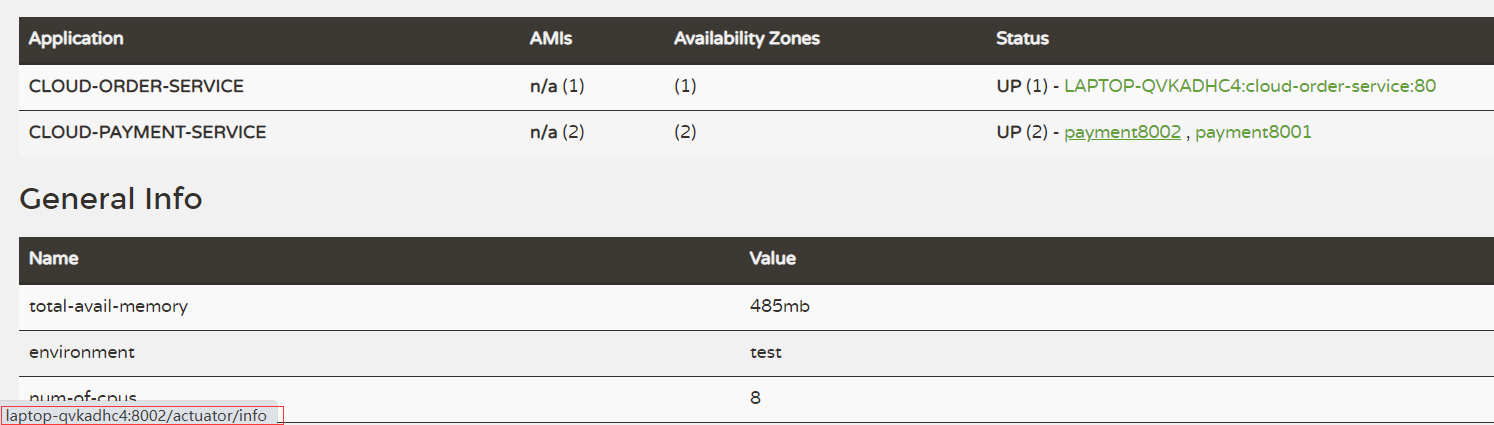 Application AMIs Availability Zones Status
CLOUD-ORDER-SERVICE n/a (1) (1) UP (1) - LAPTOP-QVKADHC4:cloud-order-service:80
CLOUD-PAYMENT-SERVICE n/a (2) (2) UP (2) - payment8002 , payment8001
General Info
Name Value
total-avail-memory 485mb
environment test
num-of-cpus 8
laptop-qvkadhc4:8002/actuator/info